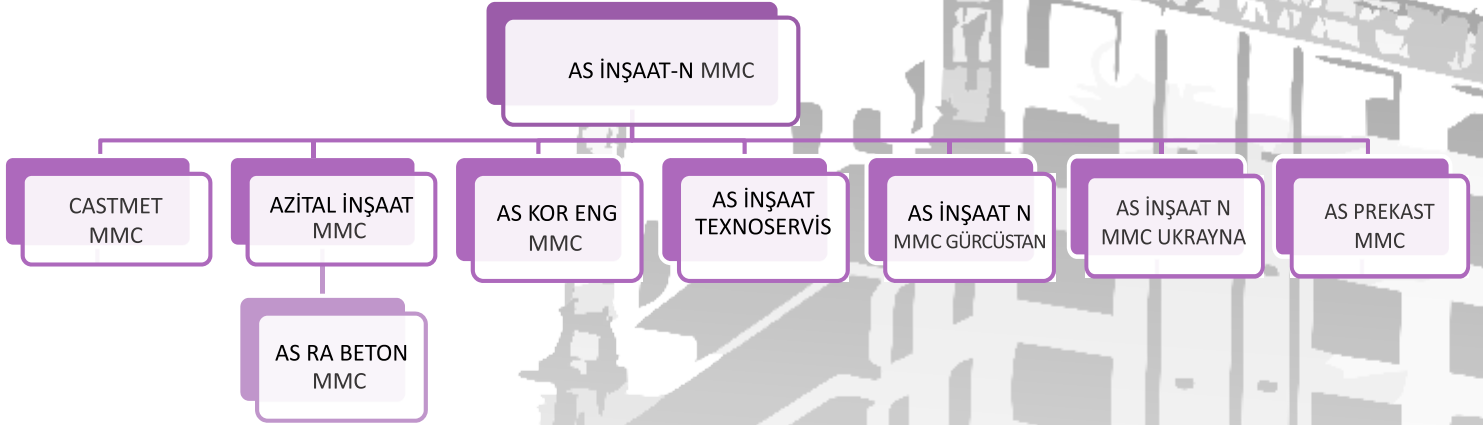 AS İNŞAAT-N MMC
CASTMET
MMC
AZİTAL İNŞAAT
MMC
AS KOR ENG
MMC
AS İNŞAAT
TEXNOSERVİS
AS İNŞAAT N
MMC GÜRCÜSTAN
AS İNŞAAT N
MMC UKRAYNA
AS PREKAST
MMC
AS RA BETON
MMC